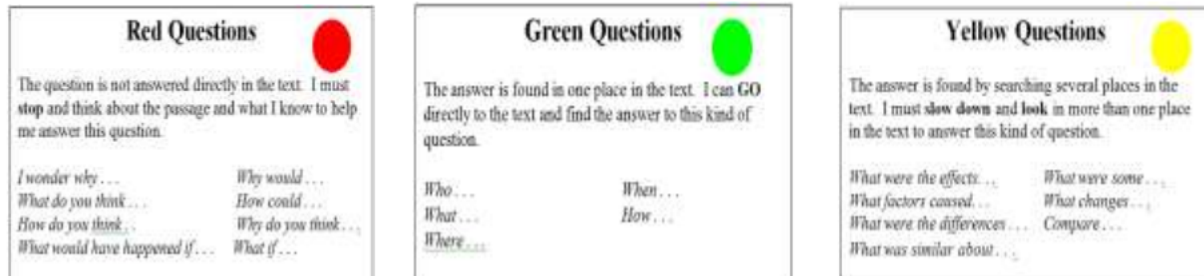 Red Questions
The question is not answered directly in the text. I must
stop and think about the passage and what I know to help
me answer this question.
I wonder why . . . Why would . . .
What do you think . . . How could . . .
How do you think. . . Why do you think . . .
What would have happened if . . . What if . . .
Green Questions
The answer is found in one place in the text. I can GO
directly to the text and find the answer to this kind of
question.
Who . . . When . . .
What . . . How . . .
Where . . .
Yellow Questions
The answer is found by searching several places in the
text. I must slow down and look in more than one place
in the text to answer this kind of question.
What were the effects. . . What were some . . .
What factors caused. . . What changes . . .
What were the differences . . . Compare . . .
What was similar about . . .